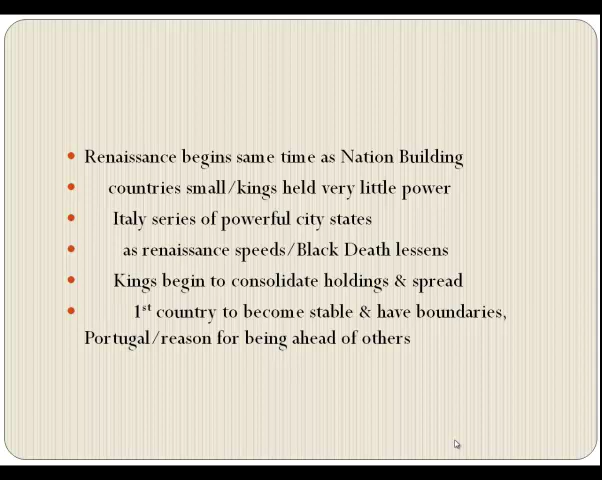 • Renaissance begins same time as Nation Building
• countries small/kings held very little power
• Italy series of powerful city states
• as renaissance speeds/Black Death lessens
• Kings begin to consolidate holdings & spread
• 1st country to become stable & have boundaries,
Portugal/reason for being ahead of others